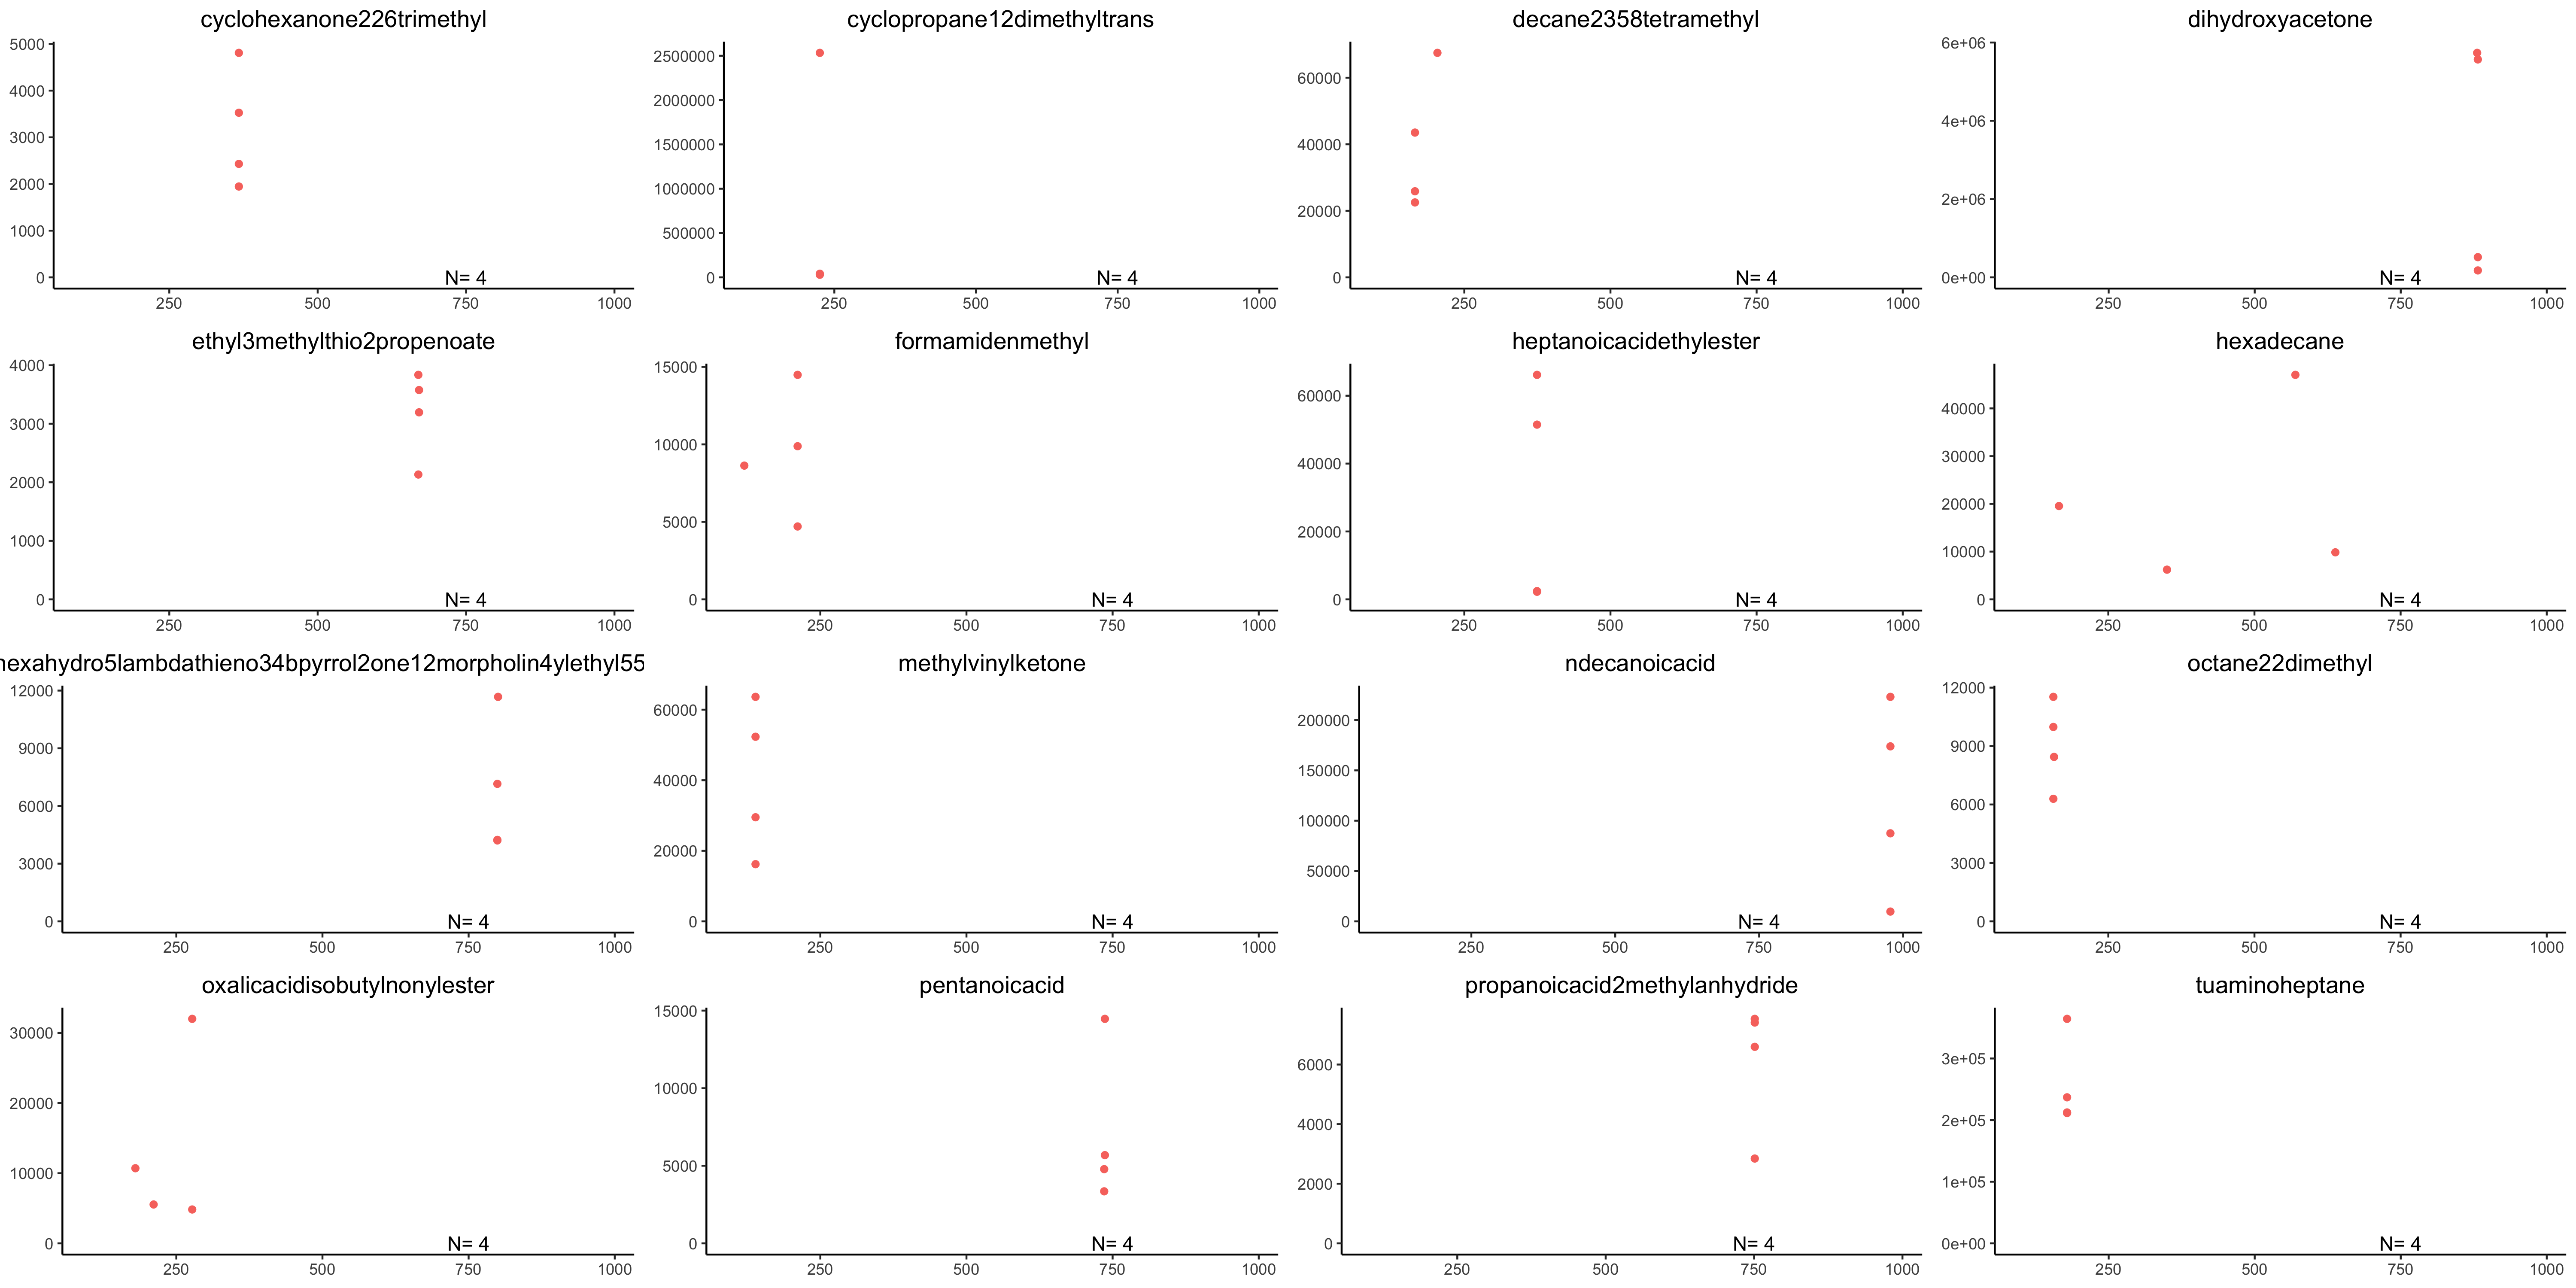 cyclohexanone226trimethyl
5000
4000
3000
2000
1000
0
N= 4
250 500 750 1000
cyclopropane12dimethyltrans
2500000
2000000
1500000
1000000
500000
0
N= 4
250 500 750 1000
decane2358tetramethyl
60000
40000
20000
0
N= 4
250 500 750 1000
dihydroxyacetone
6e+06
4e+06
2e+06
0e+00
N= 4
250 500 750 1000
ethyl3methylthio2propenoate
4000
3000
2000
1000
0
N= 4
250 500 750 1000
formamidenmethyl
15000
10000
5000
0
N= 4
250 500 750 1000
heptanoicacidethylester
60000
40000
20000
0
N= 4
250 500 750 1000
hexadecane
40000
30000
20000
10000
0
N= 4
250 500 750 1000
hexahydro5lambdathieno34bpyrrol2one12morpholin4ylethyl55
12000
9000
6000
3000
0
N= 4
250 500 750 1000
methylvinylketone
60000
40000
20000
0
N= 4
250 500 750 1000
ndecanoicacid
200000
150000
100000
50000
0
N= 4
250 500 750 1000
octane22dimethyl
12000
9000
6000
3000
0
N= 4
250 500 750 1000
oxalicacidisobutylnonylester
30000
20000
10000
0
N= 4
250 500 750 1000
pentanoicacid
15000
10000
5000
0
N= 4
250 500 750 1000
propanoicacid2methylanhydride
6000
4000
2000
0
N= 4
250 500 750 1000
tuaminoheptane
3e+05
2e+05
1e+05
0e+00
N= 4
250 500 750 1000